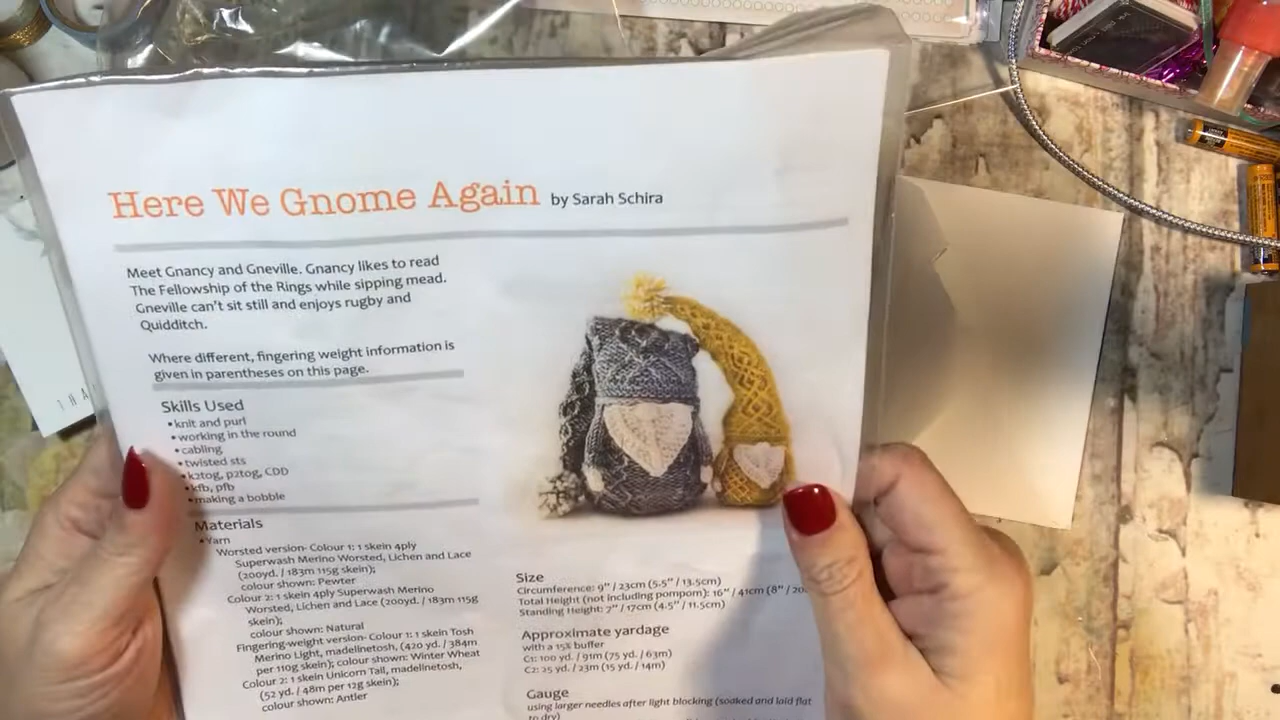 Here We Gnome Again by Sarah Schira
Meet Gnancy and Gneville. Gnancy likes to read
The Fellowship of the Rings while sipping mead.
Gneville can't sit still and enjoys rugby and
Quidditch.
Where different, fingering weight information is
given in parentheses on this page.
Skills Used
•knit and purl
•working in the round
•cabling
•twisted sts
•k2tog, p2tog, CDD
•kfb, pfb
•making a bobble
Materials
•Yarn
Worsted version- Colour 1: 1 skein 4ply
Superwash Merino Worsted, Lichen and Lace
(200yd. / 183m 115g skein);
colour shown: Pewter
Colour 2: 1 skein 4ply Superwash Merino
Worsted, Lichen and Lace (200yd. / 183m 115g
skein);
colour shown: Natural
Fingering-weight version- Colour 1: 1 skein Tosh
Merino Light, madelinetosh, (420 yd. / 384m
per 110g skein); colour shown: Winter Wheat
Colour 2: 1 skein Unicorn Tail, madelinetosh,
(52 yd. / 48m per 12g skein);
colour shown: Antler
Size
Circumference: 9" / 23cm (5.5" / 13.5cm)
Total Height (not including pompom): 16" / 41cm (8" /
Standing Height: 7" / 17cm (4.5" / 11.5cm)
Approximate yardage
with a 15% buffer
C1: 100 yd. / 91m (75 yd. / 63m)
C2: 25 yd. / 23m (15 yd. / 14m)
Gauge
using larger needles after light blocking (soaked and laid flat
to dry)
THA